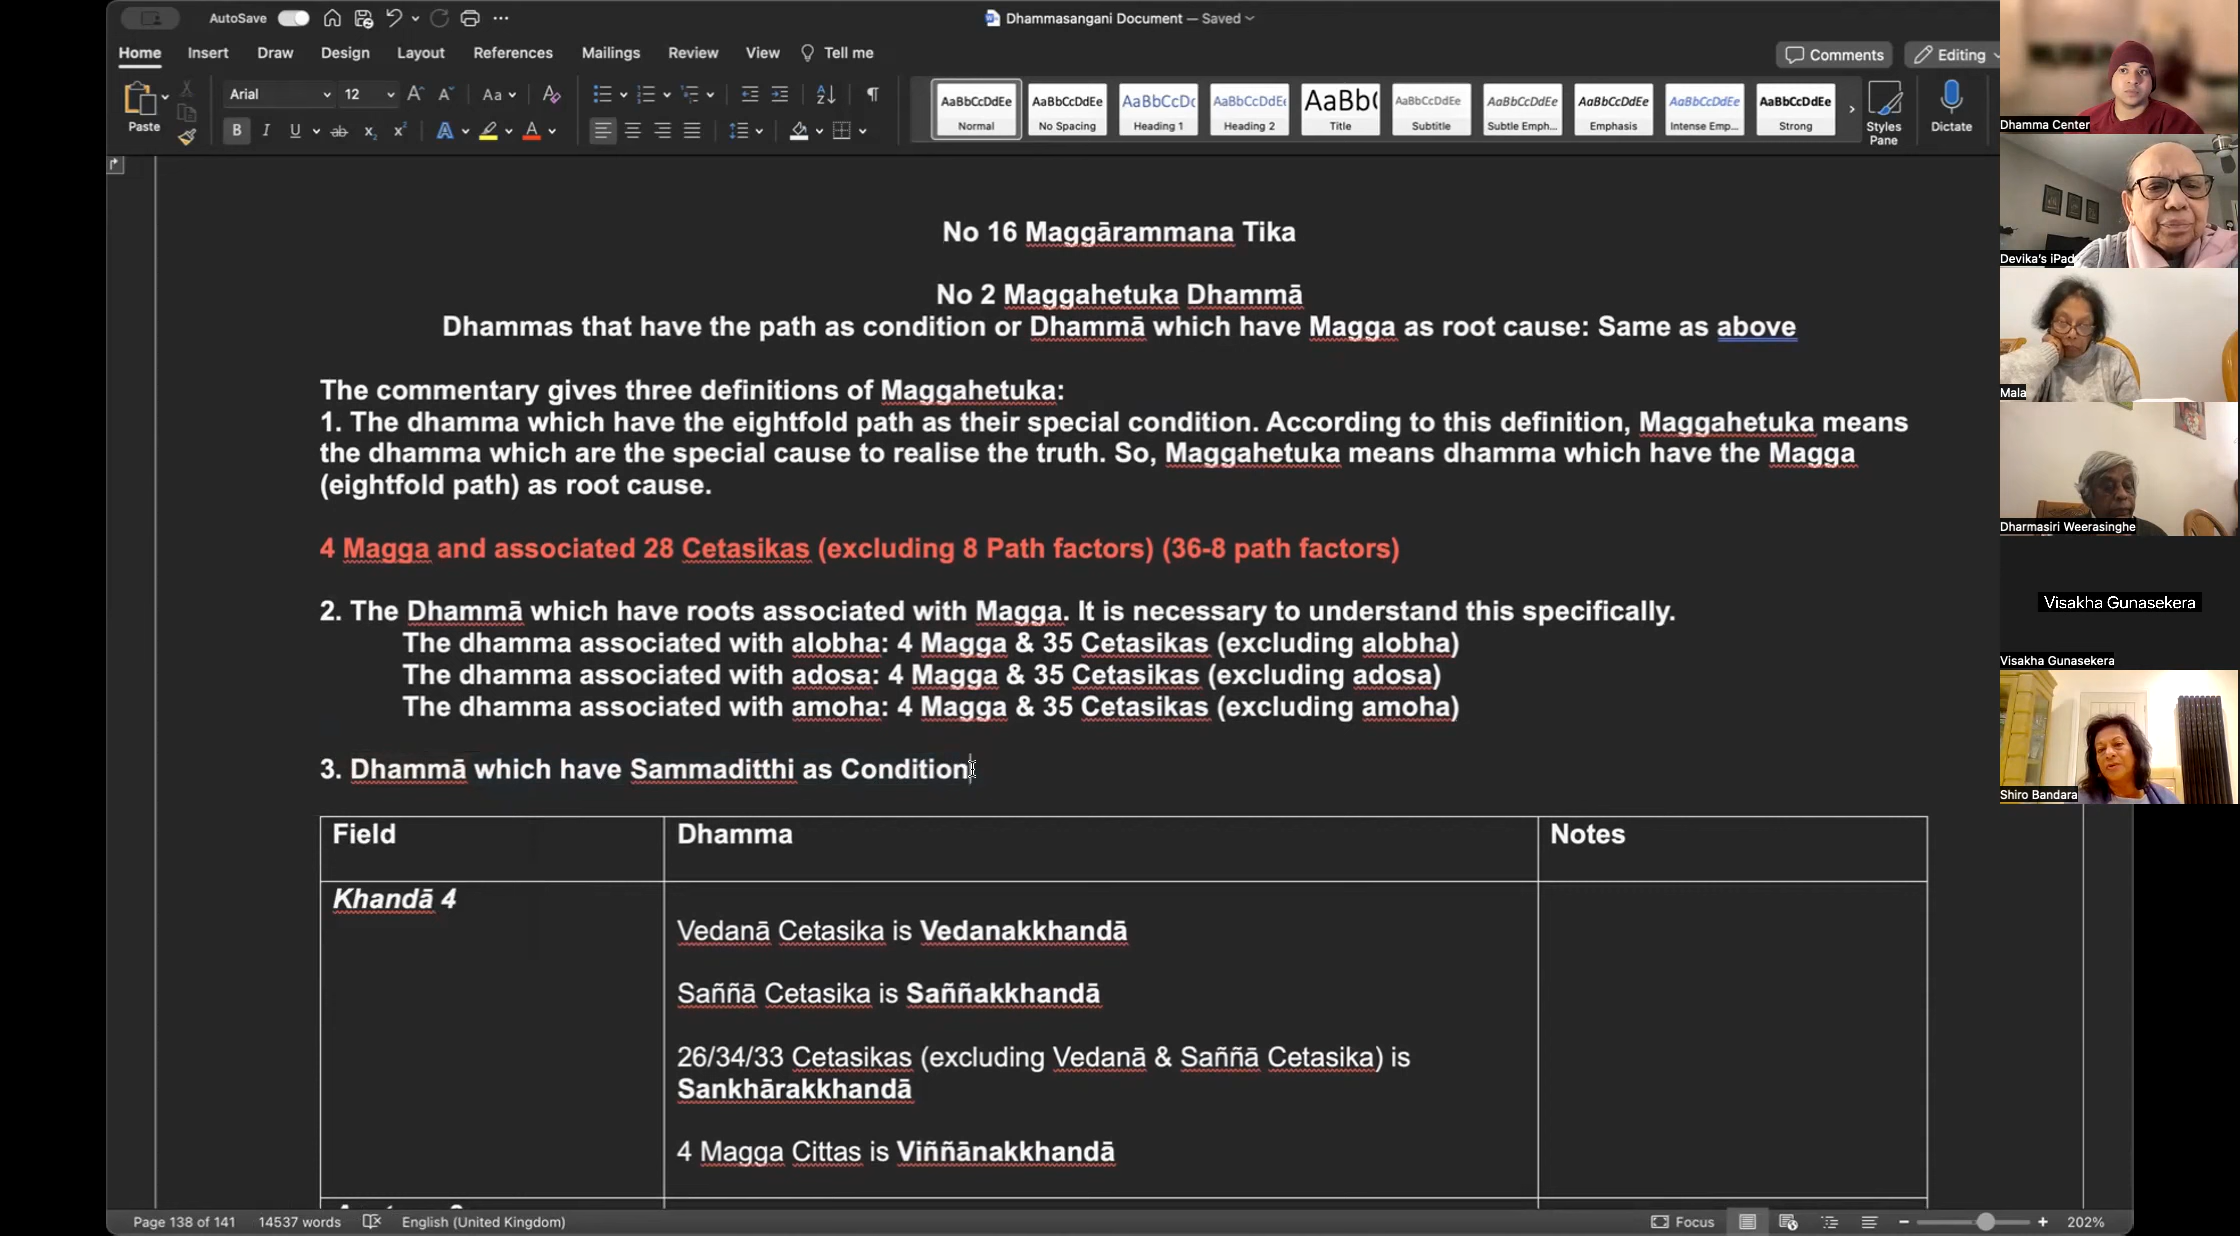 AutoSave
Dhammasangani Document — Saved
Home Insert Draw Design Layout References Mailings Review View Tell me
Comments Editing
Paste
Arial 12
AaBbCcDdEe Normal
AaBbCcDdEe No Spacing
AaBbCcDc Heading 1
AaBbCcDdEe Heading 2
AaBb( Title
AaBbCcDdEe Subtitle
AaBbCcDdEe Subtle Emph...
AaBbCcDdEe Emphasis
AaBbCcDdEe Intense Emp...
AaBbCcDdEe Strong
Styles Pane
Dictate
No 16 Maggārammana Tika
No 2 Maggahetuka Dhammā
Dhammas that have the path as condition or Dhammā which have Magga as root cause: Same as above
The commentary gives three definitions of Maggahetuka:
1. The dhamma which have the eightfold path as their special condition. According to this definition, Maggahetuka means
the dhamma which are the special cause to realise the truth. So, Maggahetuka means dhamma which have the Magga
(eightfold path) as root cause.
4 Magga and associated 28 Cetasikas (excluding 8 Path factors) (36-8 path factors)
2. The Dhammā which have roots associated with Magga. It is necessary to understand this specifically.
The dhamma associated with alobha: 4 Magga & 35 Cetasikas (excluding alobha)
The dhamma associated with adosa: 4 Magga & 35 Cetasikas (excluding adosa)
The dhamma associated with amoha: 4 Magga & 35 Cetasikas (excluding amoha)
3. Dhammā which have Sammaditthi as Condition
Field Dhamma Notes
Khandā 4
Vedanā Cetasika is Vedanakkhandā
Saññā Cetasika is Saññakkhandā
26/34/33 Cetasikas (excluding Vedanā & Saññā Cetasika) is
Sankhārakkhandā
4 Magga Cittas is Viññānakkhandā
Page 138 of 141 14537 words English (United Kingdom)
Focus 202%
Dhamma Center
Devika's iPad
Mala
Dharmasiri Weerasinghe
Visakha Gunasekera
Visakha Gunasekera
Shiro Bandara